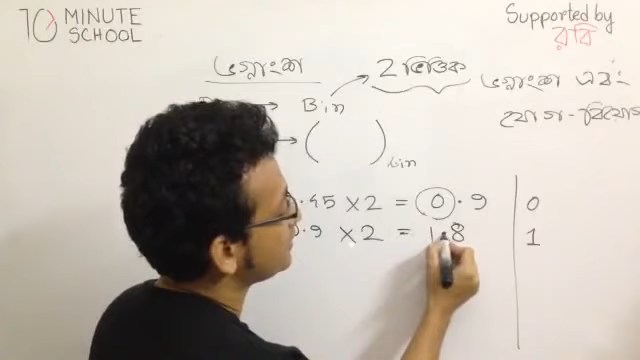 10 MINUTE
SCHOOL
Supported by
রবি
ভগ্নাংশ
2 ভিত্তিক
ভগ্নাংশ এবং
যোগ-বিয়োগ
→ Bin
→ ( )bin
.45 × 2 = 0.9 0
0.9 × 2 = 1.8 1